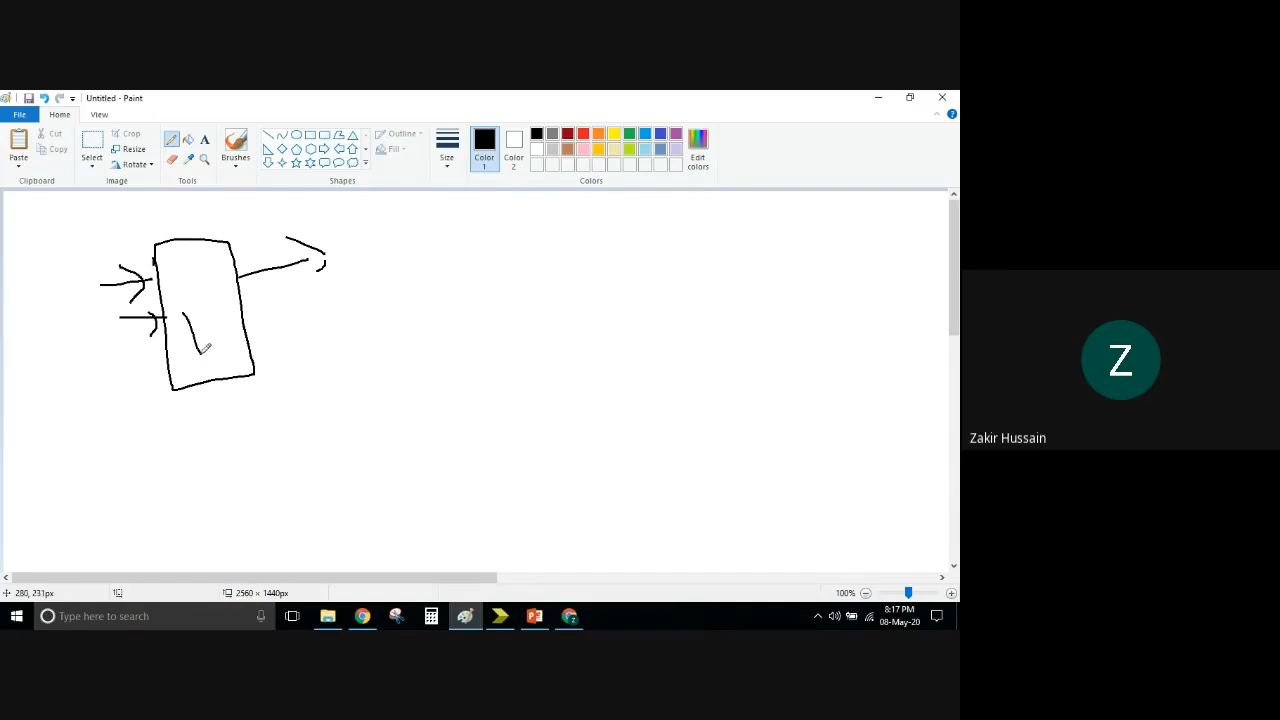 Untitled - Paint
File
Home
View
Paste
Cut
Copy
Clipboard
Select
Crop
Resize
Rotate
Image
Tools
Brushes
Shapes
Outline
Fill
Size
Color 1
Color 2
Edit colors
Colors
Z
Zakir Hussain
280, 231px
2560 × 1440px
100%
Type here to search
8:17 PM
08-May-20